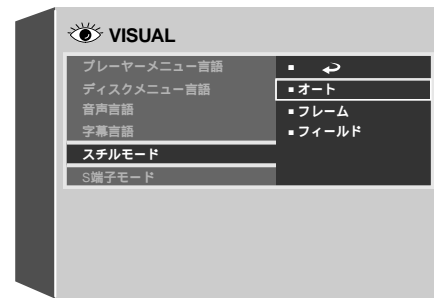 VISUAL
プレーヤーメニュー言語
ディスクメニュー言語
音声言語
字幕言語
スチルモード
S端子モード
オート
フレーム
フィールド